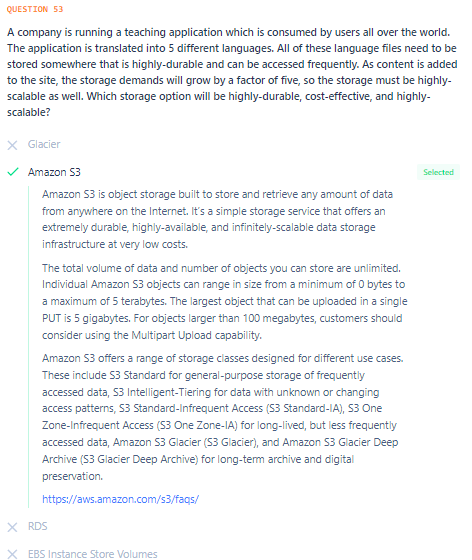 QUESTION 53
A company is running a teaching application which is consumed by users all over the world.
The application is translated into 5 different languages. All of these language files need to be
stored somewhere that is highly-durable and can be accessed frequently. As content is added
to the site, the storage demands will grow by a factor of five, so the storage must be highly-
scalable as well. Which storage option will be highly-durable, cost-effective, and highly-
scalable?
Glacier
Amazon S3
Selected
Amazon S3 is object storage built to store and retrieve any amount of data
from anywhere on the Internet. It's a simple storage service that offers an
extremely durable, highly-available, and infinitely-scalable data storage
infrastructure at very low costs.
The total volume of data and number of objects you can store are unlimited.
Individual Amazon S3 objects can range in size from a minimum of 0 bytes to
a maximum of 5 terabytes. The largest object that can be uploaded in a single
PUT is 5 gigabytes. For objects larger than 100 megabytes, customers should
consider using the Multipart Upload capability.
Amazon S3 offers a range of storage classes designed for different use cases.
These include S3 Standard for general-purpose storage of frequently
accessed data, S3 Intelligent-Tiering for data with unknown or changing
access patterns, S3 Standard-Infrequent Access (S3 Standard-IA), S3 One
Zone-Infrequent Access (S3 One Zone-IA) for long-lived, but less frequently
accessed data, Amazon S3 Glacier (S3 Glacier), and Amazon S3 Glacier Deep
Archive (S3 Glacier Deep Archive) for long-term archive and digital
preservation.
https://aws.amazon.com/s3/faqs/
RDS
EBS Instance Store Volumes